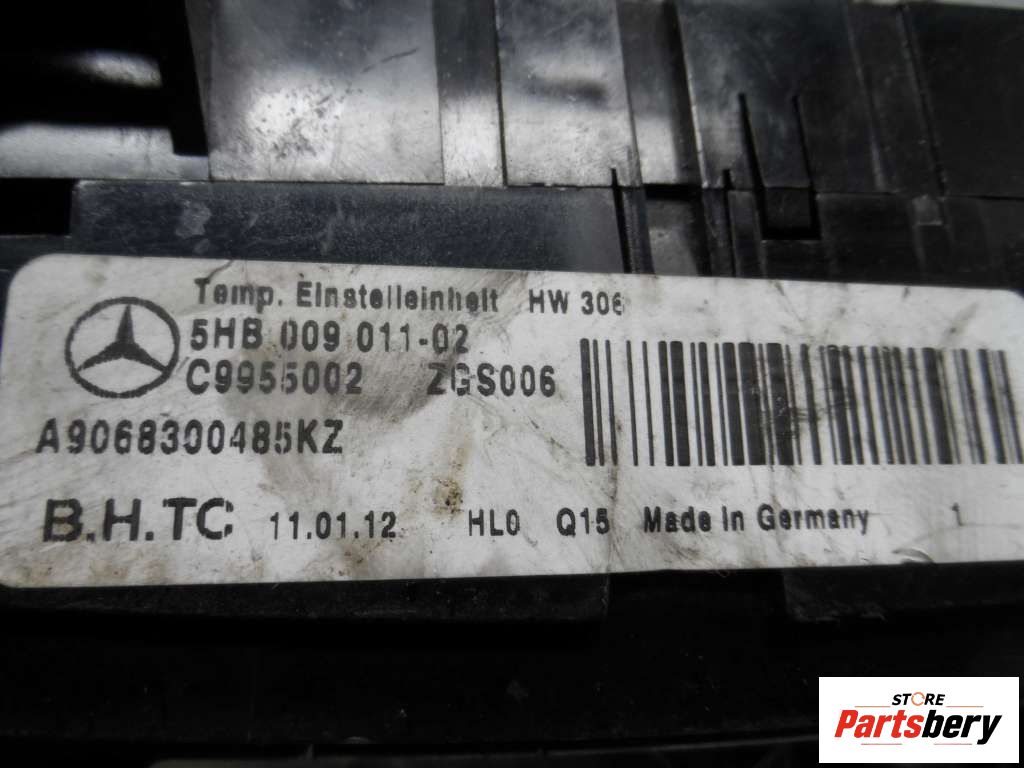 Temp. Einstelleinheit HW 306
5HB 009 011-02
C9955002 ZGS006
A9068300485KZ
B.H.TC 11.01.12 HL0 Q15 Made in Germany 1
STORE
Partsbery